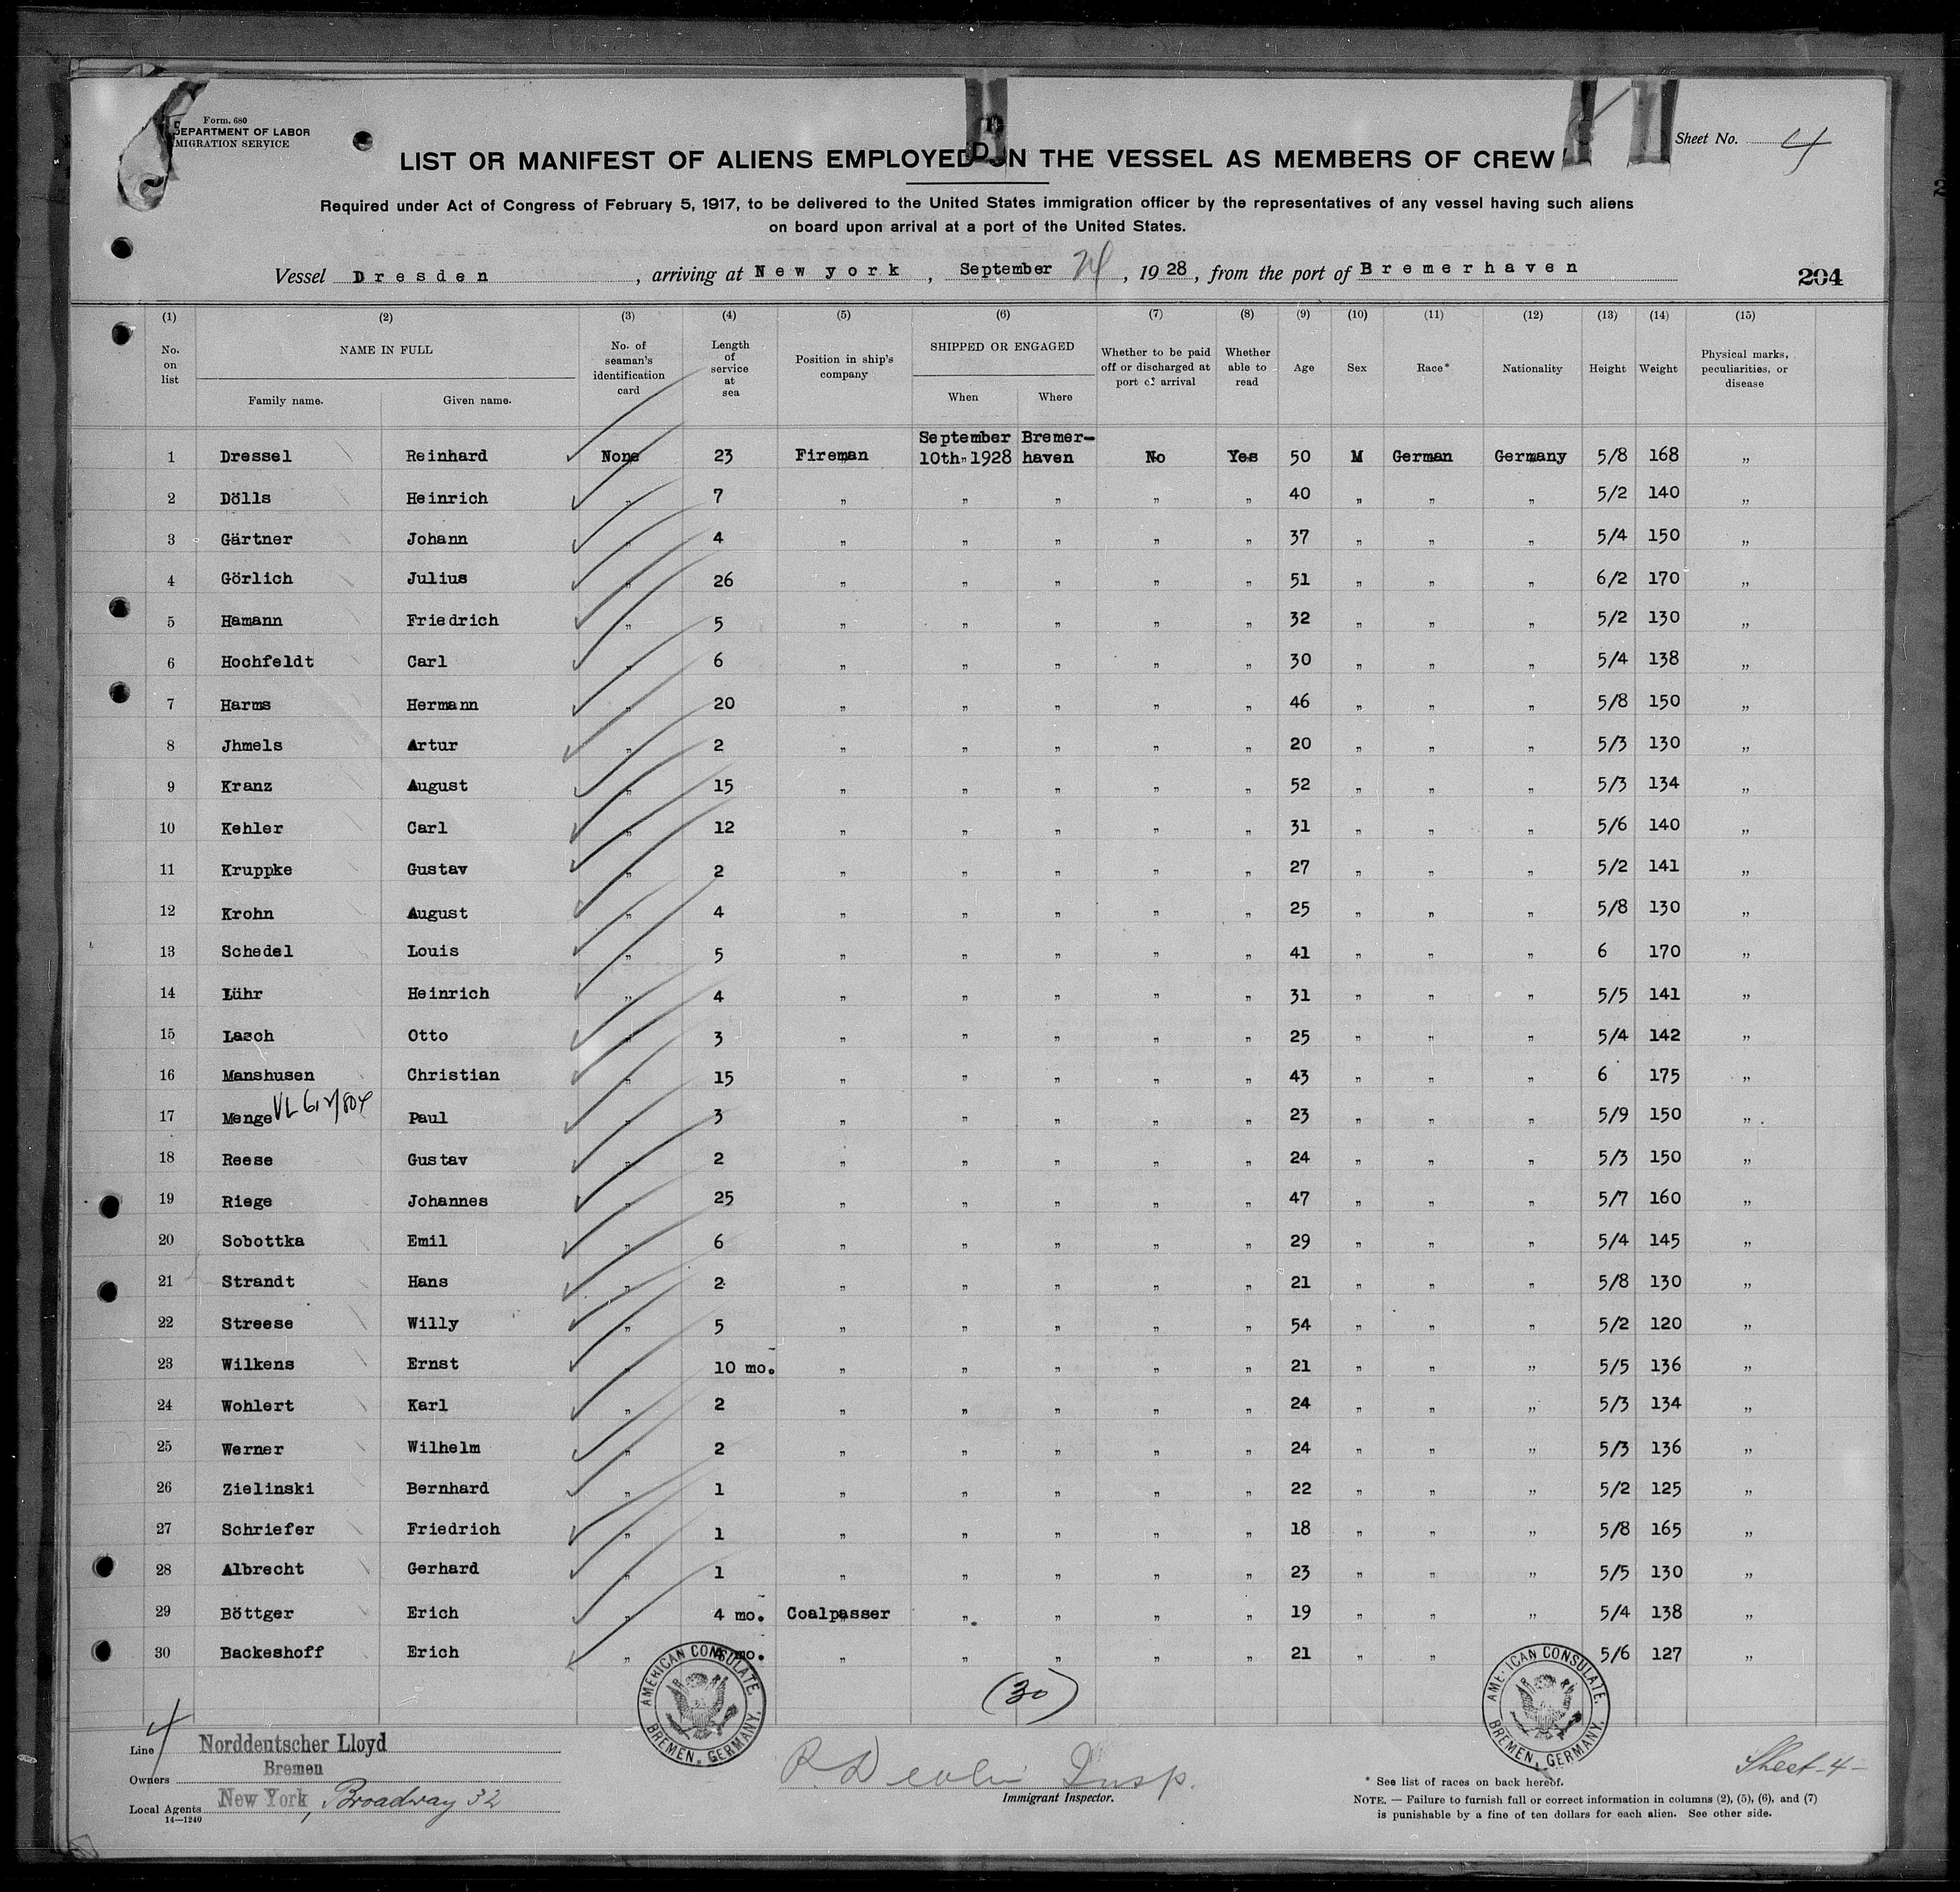 Form. 680
DEPARTMENT OF LABOR
MIGRATION SERVICE
Sheet No. 4
LIST OR MANIFEST OF ALIENS EMPLOYED ON THE VESSEL AS MEMBERS OF CREW
Required under Act of Congress of February 5, 1917, to be delivered to the United States immigration officer by the representatives of any vessel having such aliens
on board upon arrival at a port of the United States.
Vessel Dresden, arriving at New york, September 21, 1928, from the port of Bremerhaven
204
(1) (2) (3) (4) (5) (6) (7) (8) (9) (10) (11) (12) (13) (14) (15)
No. on list NAME IN FULL Family name. Given name. No. of seaman's identification card Length of service at sea Position in ship's company SHIPPED OR ENGAGED When Where Whether to be paid off or discharged at port of arrival Whether able to read Age Sex Race* Nationality Height Weight Physical marks, peculiarities, or disease
1 Dressel Reinhard None 23 Fireman September 10th 1928 Bremer-haven No Yes 50 M German Germany 5/8 168 „
2 Dölls Heinrich „ 7 „ „ „ „ „ 40 „ „ „ 5/2 140 „
3 Gärtner Johann „ 4 „ „ „ „ „ 37 „ „ „ 5/4 150 „
4 Görlich Julius „ 26 „ „ „ „ „ 51 „ „ „ 6/2 170 „
5 Hamann Friedrich „ 5 „ „ „ „ „ 32 „ „ „ 5/2 130 „
6 Hochfeldt Carl „ 6 „ „ „ „ „ 30 „ „ „ 5/4 138 „
7 Harms Hermann „ 20 „ „ „ „ „ 46 „ „ „ 5/8 150 „
8 Jhmels Artur „ 2 „ „ „ „ „ 20 „ „ „ 5/3 130 „
9 Kranz August „ 15 „ „ „ „ „ 52 „ „ „ 5/3 134 „
10 Kehler Carl „ 12 „ „ „ „ „ 31 „ „ „ 5/6 140 „
11 Kruppke Gustav „ 2 „ „ „ „ „ 27 „ „ „ 5/2 141 „
12 Krohn August „ 4 „ „ „ „ „ 25 „ „ „ 5/8 130 „
13 Schedel Louis „ 5 „ „ „ „ „ 41 „ „ „ 6 170 „
14 Lühr Heinrich „ 4 „ „ „ „ „ 31 „ „ „ 5/5 141 „
15 Lasch Otto „ 3 „ „ „ „ „ 25 „ „ „ 5/4 142 „
16 Manshusen Christian „ 15 „ „ „ „ „ 43 „ „ „ 6 175 „
17 Menge Paul „ 3 „ „ „ „ „ 23 „ „ „ 5/9 150 „
18 Reese Gustav „ 2 „ „ „ „ „ 24 „ „ „ 5/3 150 „
19 Riege Johannes „ 25 „ „ „ „ „ 47 „ „ „ 5/7 160 „
20 Sobottka Emil „ 6 „ „ „ „ „ 29 „ „ „ 5/4 145 „
21 Strandt Hans „ 2 „ „ „ „ „ 21 „ „ „ 5/8 130 „
22 Streese Willy „ 5 „ „ „ „ „ 54 „ „ „ 5/2 120 „
23 Wilkens Ernst „ 10 mo. „ „ „ „ „ 21 „ „ „ 5/5 136 „
24 Wohlert Karl „ 2 „ „ „ „ „ 24 „ „ „ 5/3 134 „
25 Werner Wilhelm „ 2 „ „ „ „ „ 24 „ „ „ 5/3 136 „
26 Zielinski Bernhard „ 1 „ „ „ „ „ 22 „ „ „ 5/2 125 „
27 Schriefer Friedrich „ 1 „ „ „ „ „ 18 „ „ „ 5/8 165 „
28 Albrecht Gerhard „ 1 „ „ „ „ „ 23 „ „ „ 5/5 130 „
29 Böttger Erich „ 4 mo. Coalpasser „ „ „ „ 19 „ „ „ 5/4 138 „
30 Backeshoff Erich „ mo. „ „ „ „ „ 21 „ „ 5/6 127 „
(30)
AMERICAN CONSULATE. BREMEN, GERMANY.
AMERICAN CONSULATE. BREMEN, GERMANY.
4
Line Norddeutscher Lloyd
Owners Bremen
Local Agents New York, Broadway 32
14—1240
R. Devlin Insp.
Immigrant Inspector.
Sheet-4-
* See list of races on back hereof.
NOTE. — Failure to furnish full or correct information in columns (2), (5), (6), and (7)
is punishable by a fine of ten dollars for each alien. See other side.